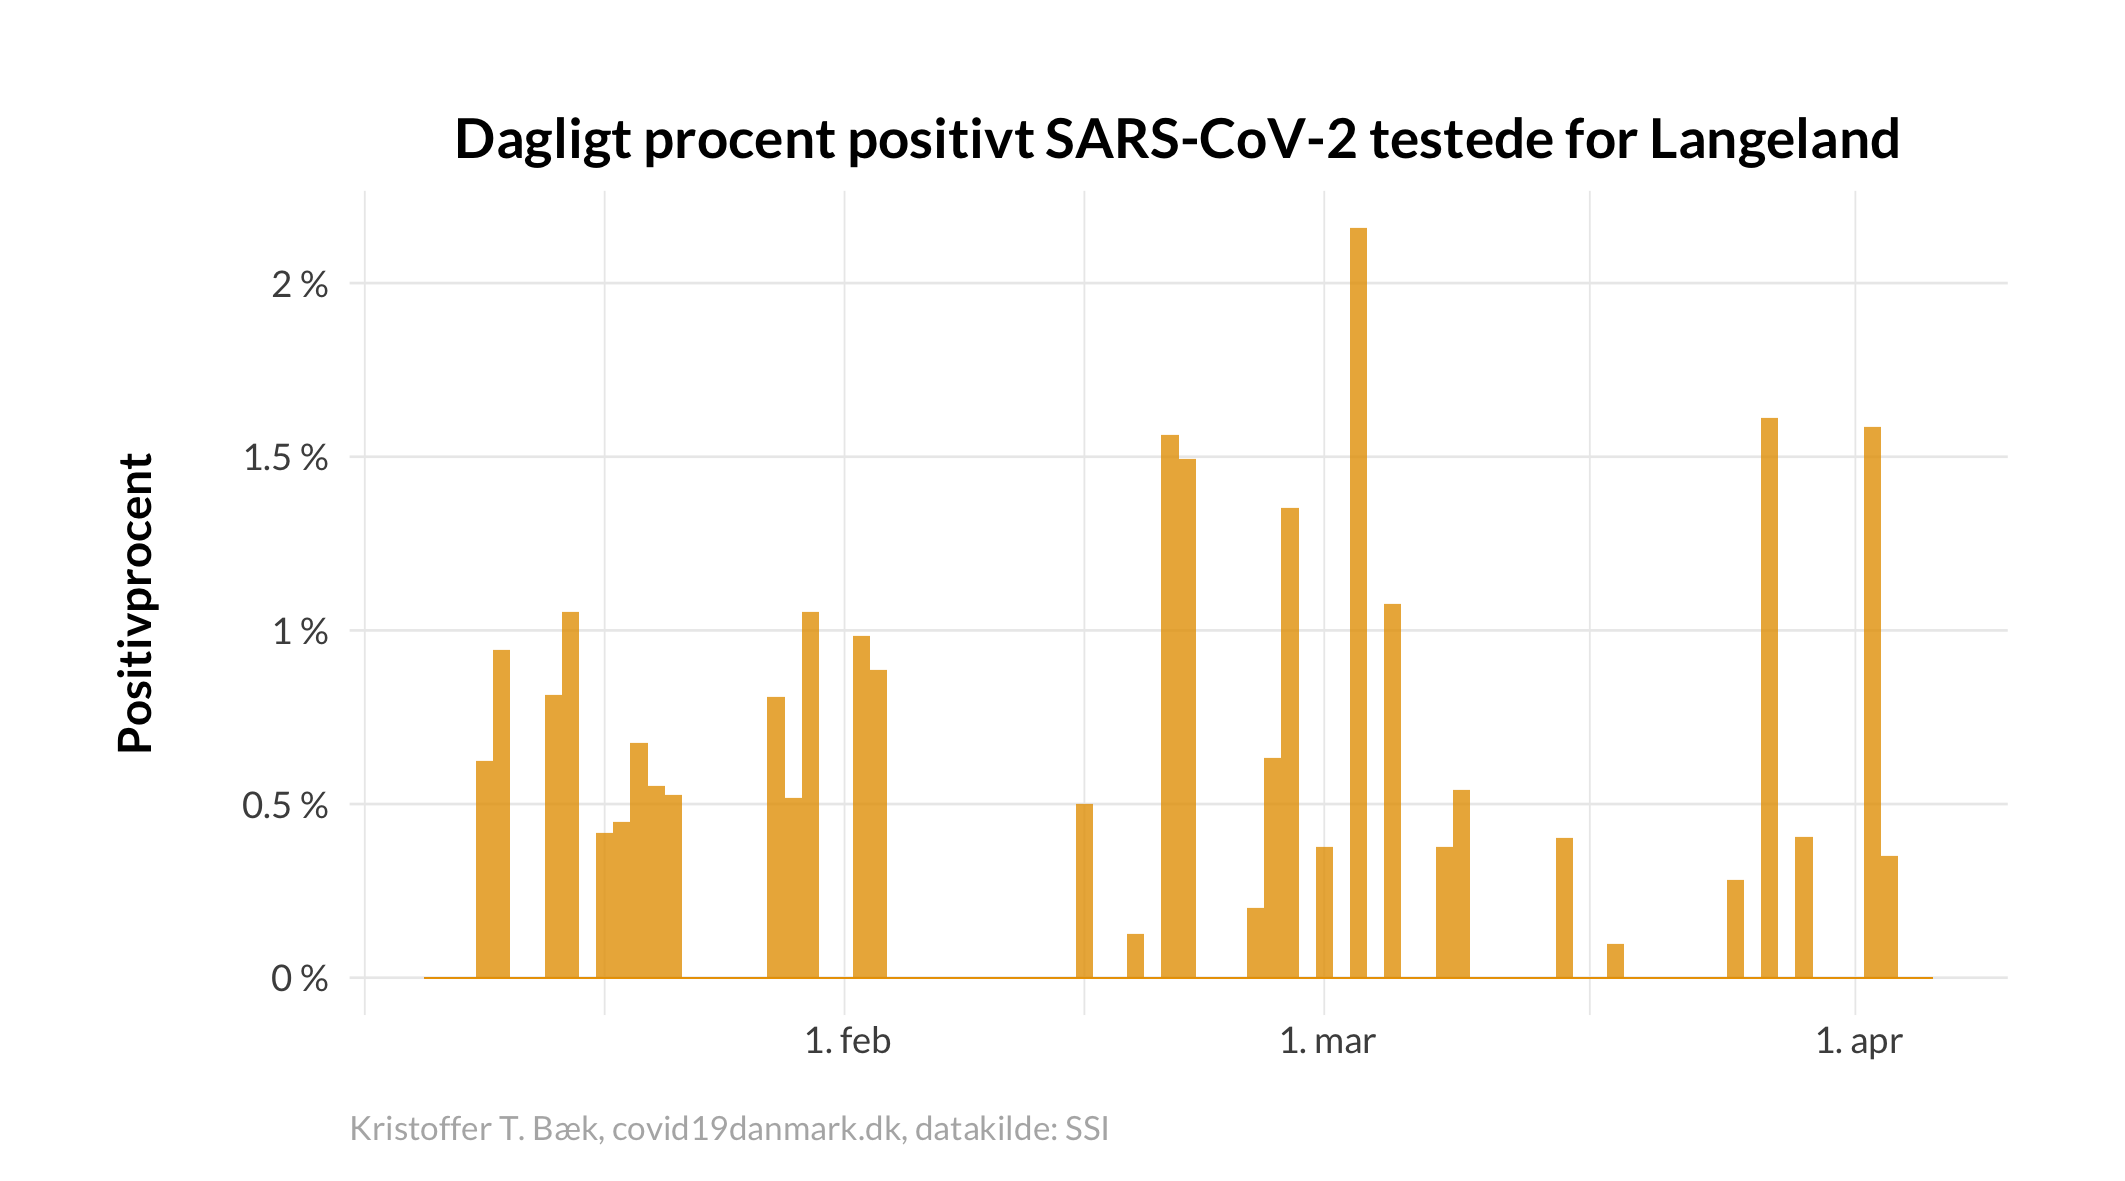 Dagligt procent positivt SARS-CoV-2 testede for Langeland
Positivprocent
2 %
1.5 %
1 %
0.5 %
0 %
1. feb
1. mar
1. apr
Kristoffer T. Bæk, covid19danmark.dk, datakilde: SSI